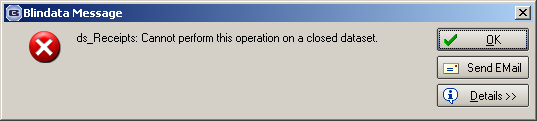 Blindata Message
ds_Receipts: Cannot perform this operation on a closed dataset.
OK
Send EMail
Details >>